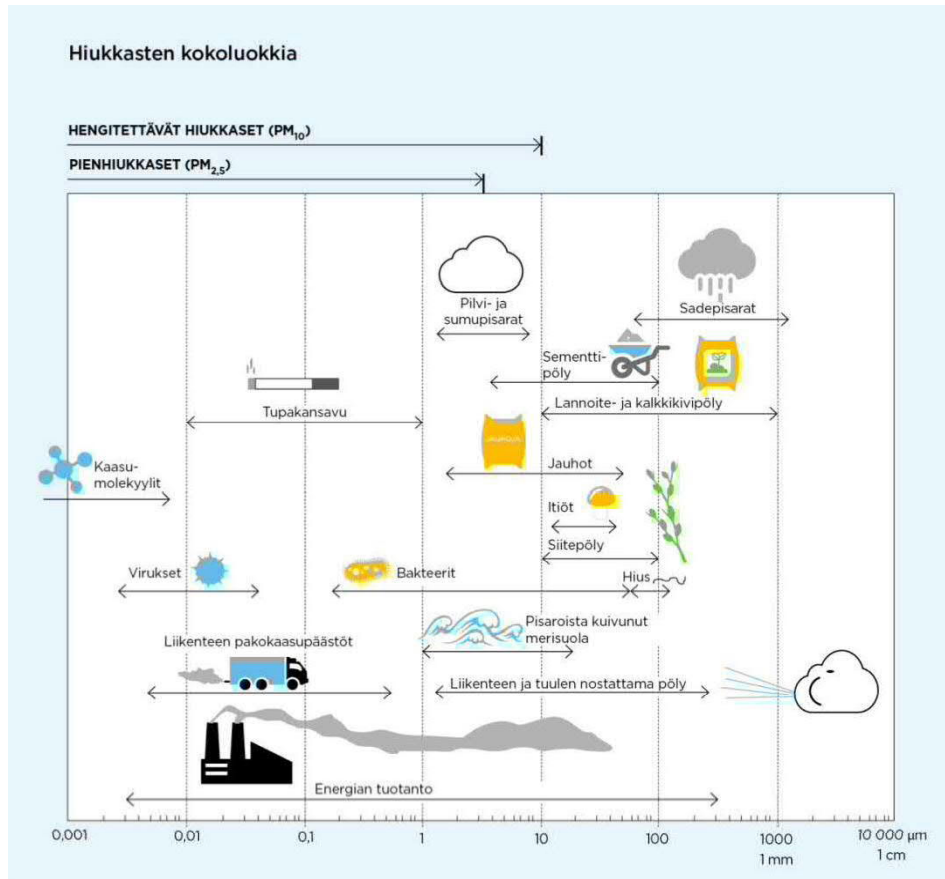 Hiukkasten kokoluokkia
HENGITETTÄVÄT HIUKKASET (PM10)
PIENHIUKKASET (PM2,5)
Pilvi- ja
sumupisarat
Sadepisarat
Sementti-
pöly
Tupakansavu
Lannoite- ja kalkkikivipöly
JAUHOJA
Kaasu-
molekyylit
Jauhot
Itiöt
Siitepöly
Virukset
Bakteerit
Hius
Pisaroista kuivunut
merisuola
Liikenteen pakokaasupäästöt
Liikenteen ja tuulen nostattama pöly
Energian tuotanto
0,001 0,01 0,1 1 10 100 1000 10 000 µm
1 mm 1 cm